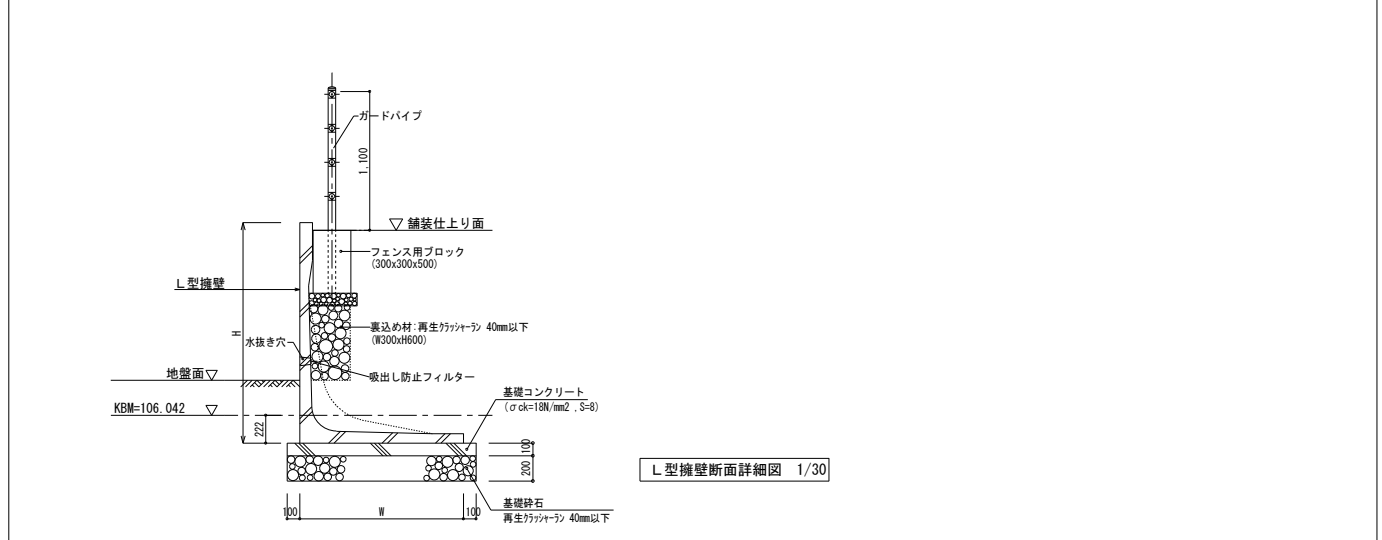 ガードパイプ
1,100
舗装仕上り面
フェンス用ブロック
(300x300x500)
L型擁壁
H
裏込め材:再生クラッシャーラン 40mm以下
(W300xH600)
水抜き穴
地盤面
吸出し防止フィルター
基礎コンクリート
(σck=18N/mm2 ,S=8)
KBM=106.042
222
100
200
L型擁壁断面詳細図 1/30
基礎砕石
再生クラッシャーラン 40mm以下
100
W
100